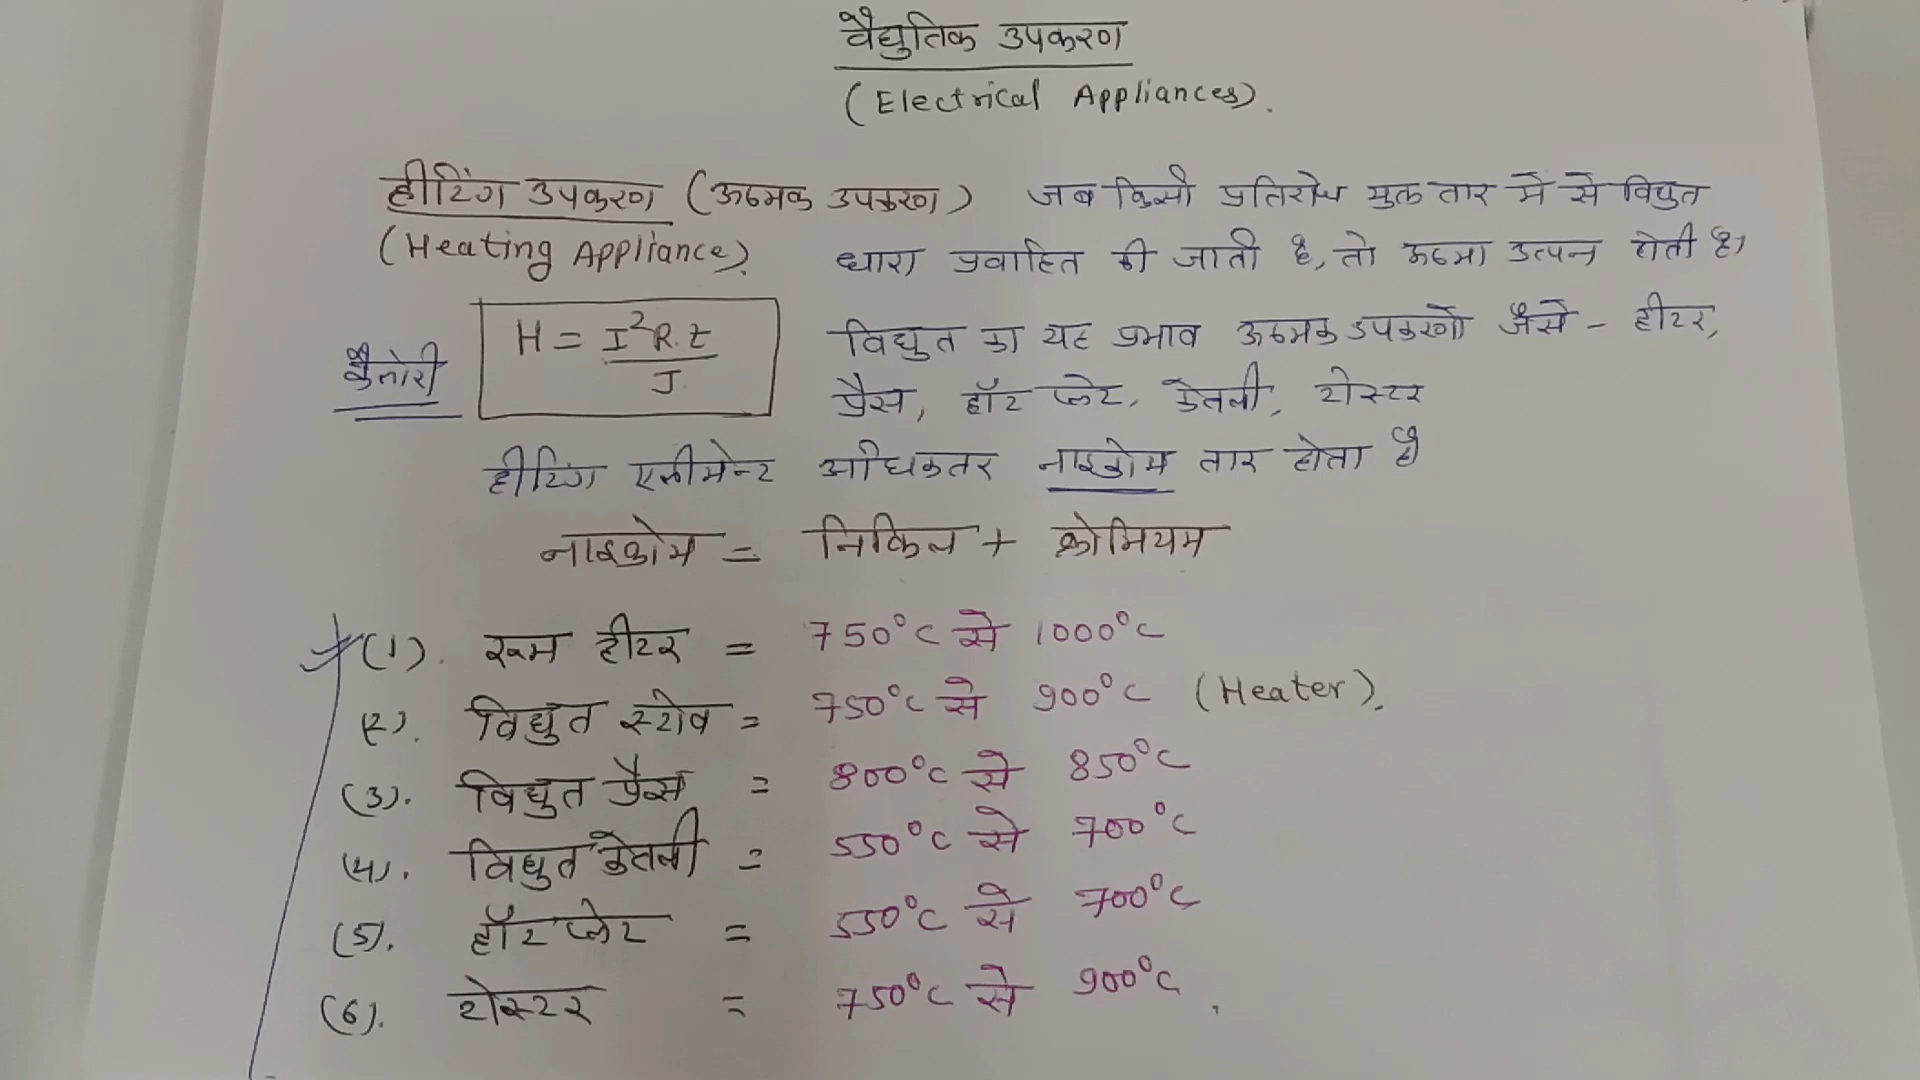 वैद्युतिक उपकरण
(Electrical Appliances).
हीटिंग उपकरण (ऊष्मक उपकरण) जब किसी प्रतिरोध युक्त तार में से विद्युत
(Heating Appliance). धारा प्रवाहित की जाती है, तो ऊष्मा उत्पन्न होती है।
कैलोरी H = I²R.t / J. विद्युत का यह प्रभाव ऊष्मक उपकरणों जैसे - हीटर,
प्रैस, हॉट प्लेट, केतली, टोस्टर
हीटिंग एलीमेन्ट अधिकतर नाइक्रोम तार होता है
नाइक्रोम = निकिल + क्रोमियम
(1). रूम हीटर = 750°C से 1000°C
(2). विद्युत स्टोव = 750°C से 900°C (Heater).
(3). विद्युत प्रैस = 800°C से 850°C
(4). विद्युत केतली = 550°C से 700°C
(5). हॉट प्लेट = 550°C से 700°C
(6). टोस्टर = 750°C से 900°C.